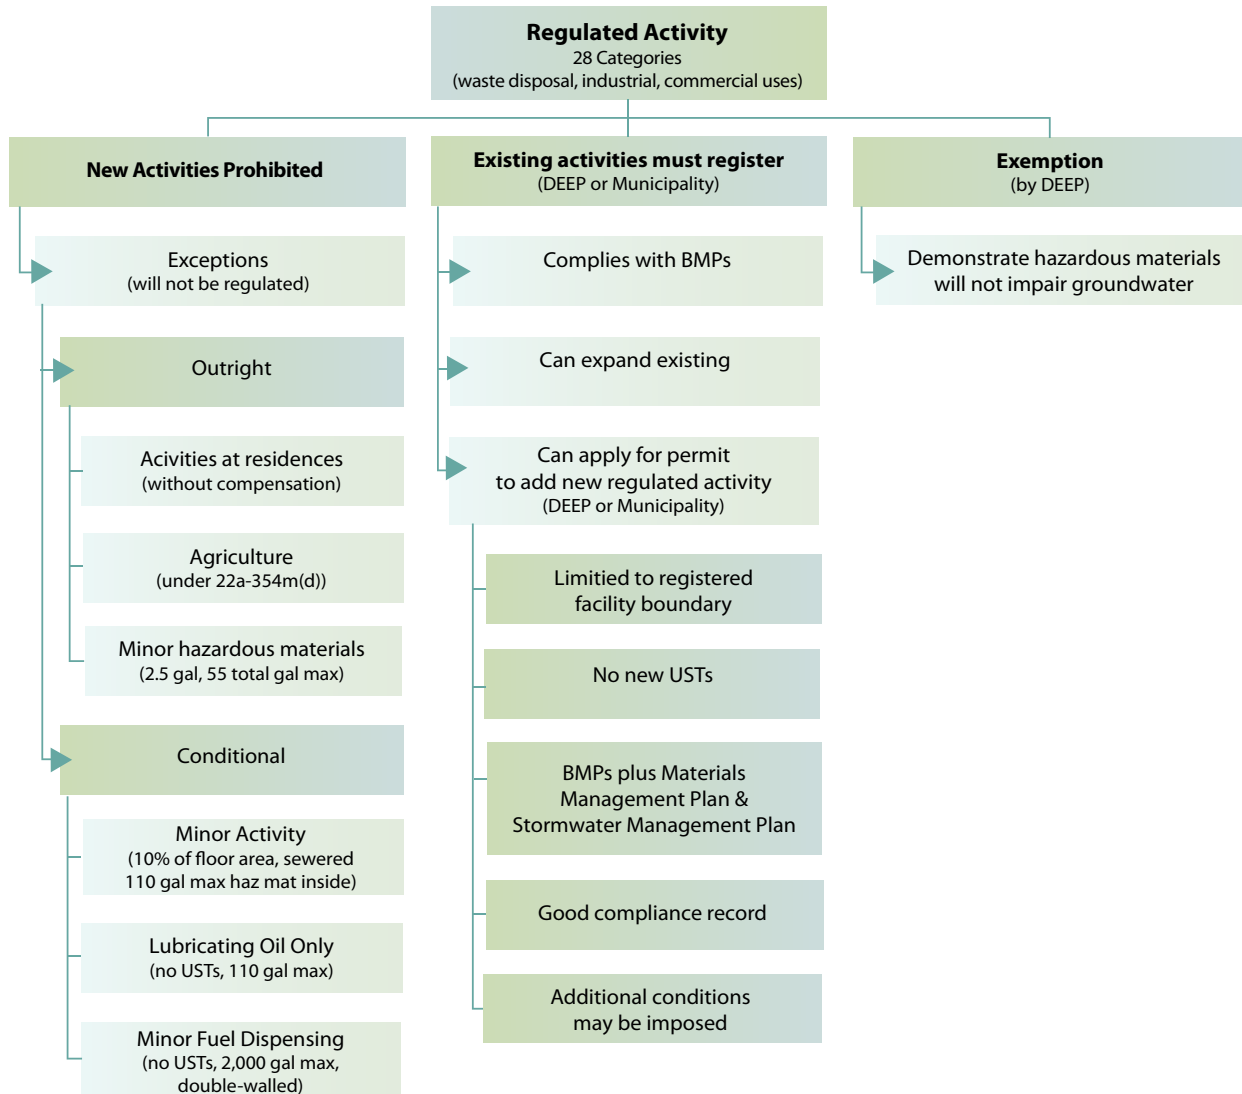 Regulated Activity
28 Categories
(waste disposal, industrial, commercial uses)
New Activities Prohibited
Exceptions
(will not be regulated)
Outright
Acivities at residences
(without compensation)
Agriculture
(under 22a-354m(d))
Minor hazardous materials
(2.5 gal, 55 total gal max)
Conditional
Minor Activity
(10% of floor area, sewered
110 gal max haz mat inside)
Lubricating Oil Only
(no USTs, 110 gal max)
Minor Fuel Dispensing
(no USTs, 2,000 gal max,
double-walled)
Existing activities must register
(DEEP or Municipality)
Complies with BMPs
Can expand existing
Can apply for permit
to add new regulated activity
(DEEP or Municipality)
Limitied to registered
facility boundary
No new USTs
BMPs plus Materials
Management Plan &
Stormwater Management Plan
Good compliance record
Additional conditions
may be imposed
Exemption
(by DEEP)
Demonstrate hazardous materials
will not impair groundwater